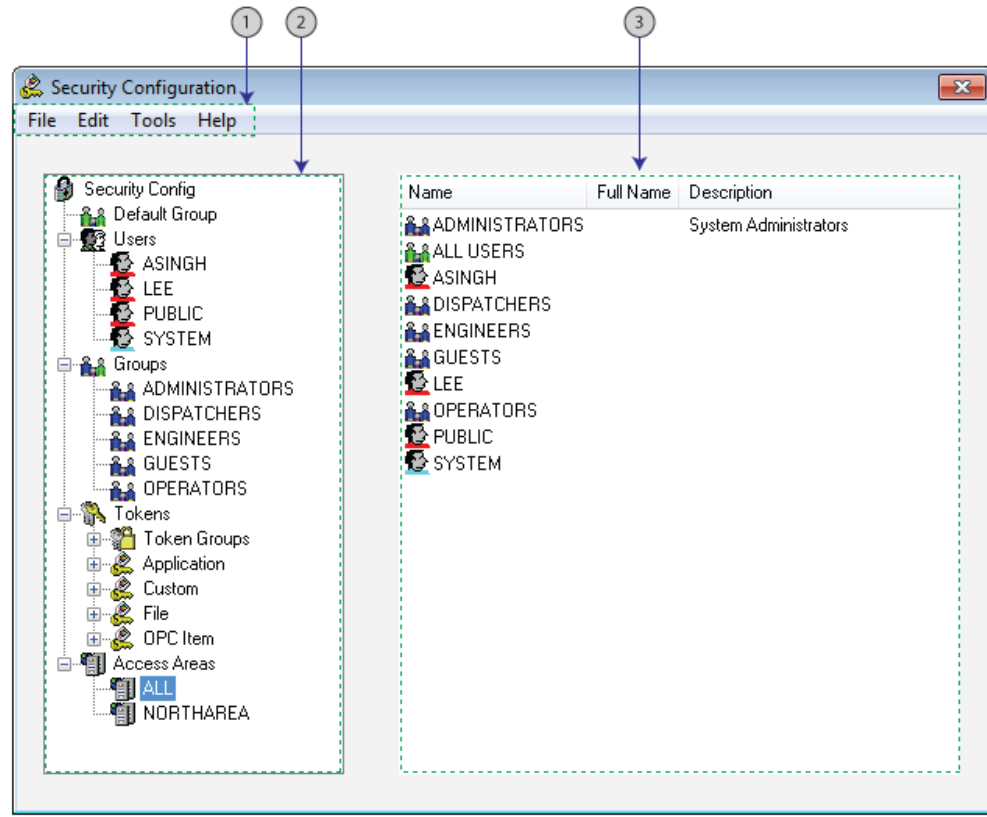 1 2 3
Security Configuration
File Edit Tools Help
Security Config
Default Group
Users
ASINGH
LEE
PUBLIC
SYSTEM
Groups
ADMINISTRATORS
DISPATCHERS
ENGINEERS
GUESTS
OPERATORS
Tokens
Token Groups
Application
Custom
File
OPC Item
Access Areas
ALL
NORTHAREA
Name Full Name Description
ADMINISTRATORS System Administrators
ALL USERS
ASINGH
DISPATCHERS
ENGINEERS
GUESTS
LEE
OPERATORS
PUBLIC
SYSTEM